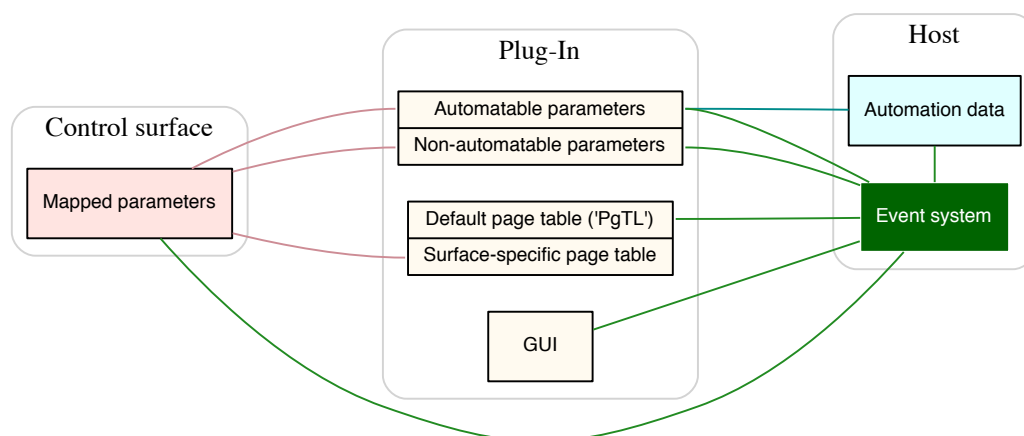 Control surface
Mapped parameters
Plug-In
Automatable parameters
Non-automatable parameters
Default page table ('PgTL')
Surface-specific page table
GUI
Host
Automation data
Event system